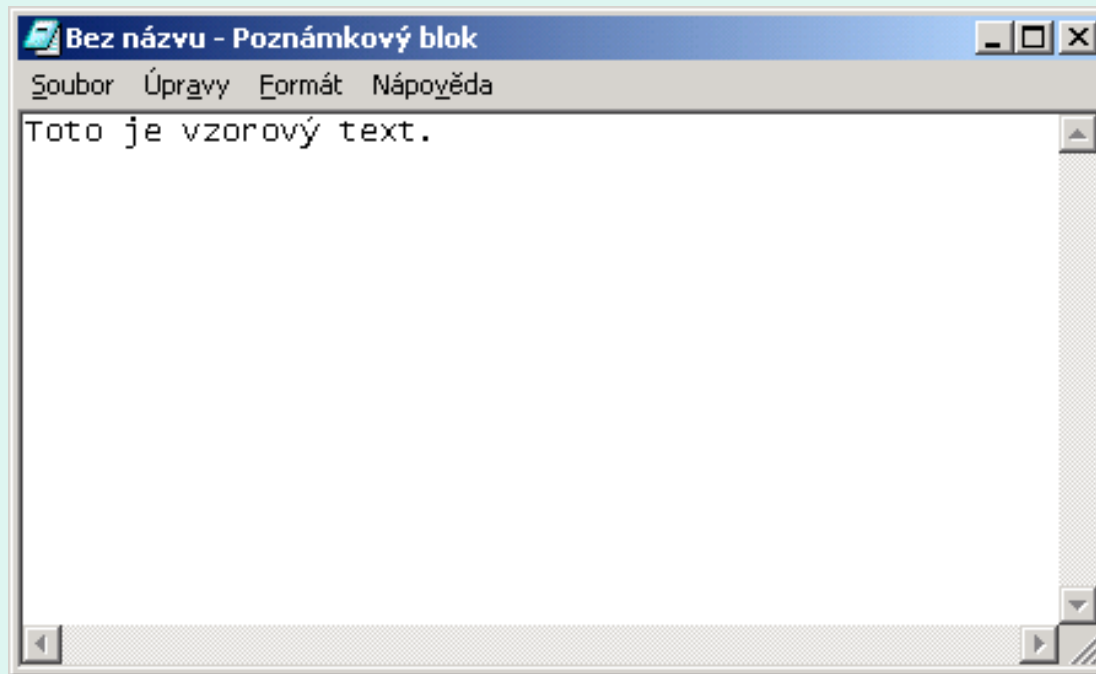 Bez názvu - Poznámkový blok
Soubor Úpravy Formát Nápověda
Toto je vzorový text.